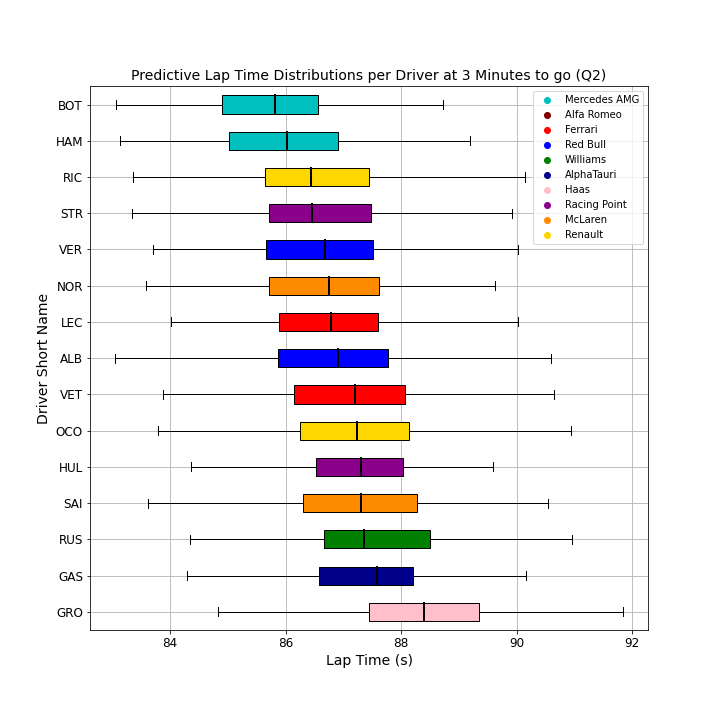 Predictive Lap Time Distributions per Driver at 3 Minutes to go (Q2)
Mercedes AMG
Alfa Romeo
Ferrari
Red Bull
Williams
AlphaTauri
Haas
Racing Point
McLaren
Renault
Driver Short Name
BOT
HAM
RIC
STR
VER
NOR
LEC
ALB
VET
OCO
HUL
SAI
RUS
GAS
GRO
84 86 88 90 92
Lap Time (s)